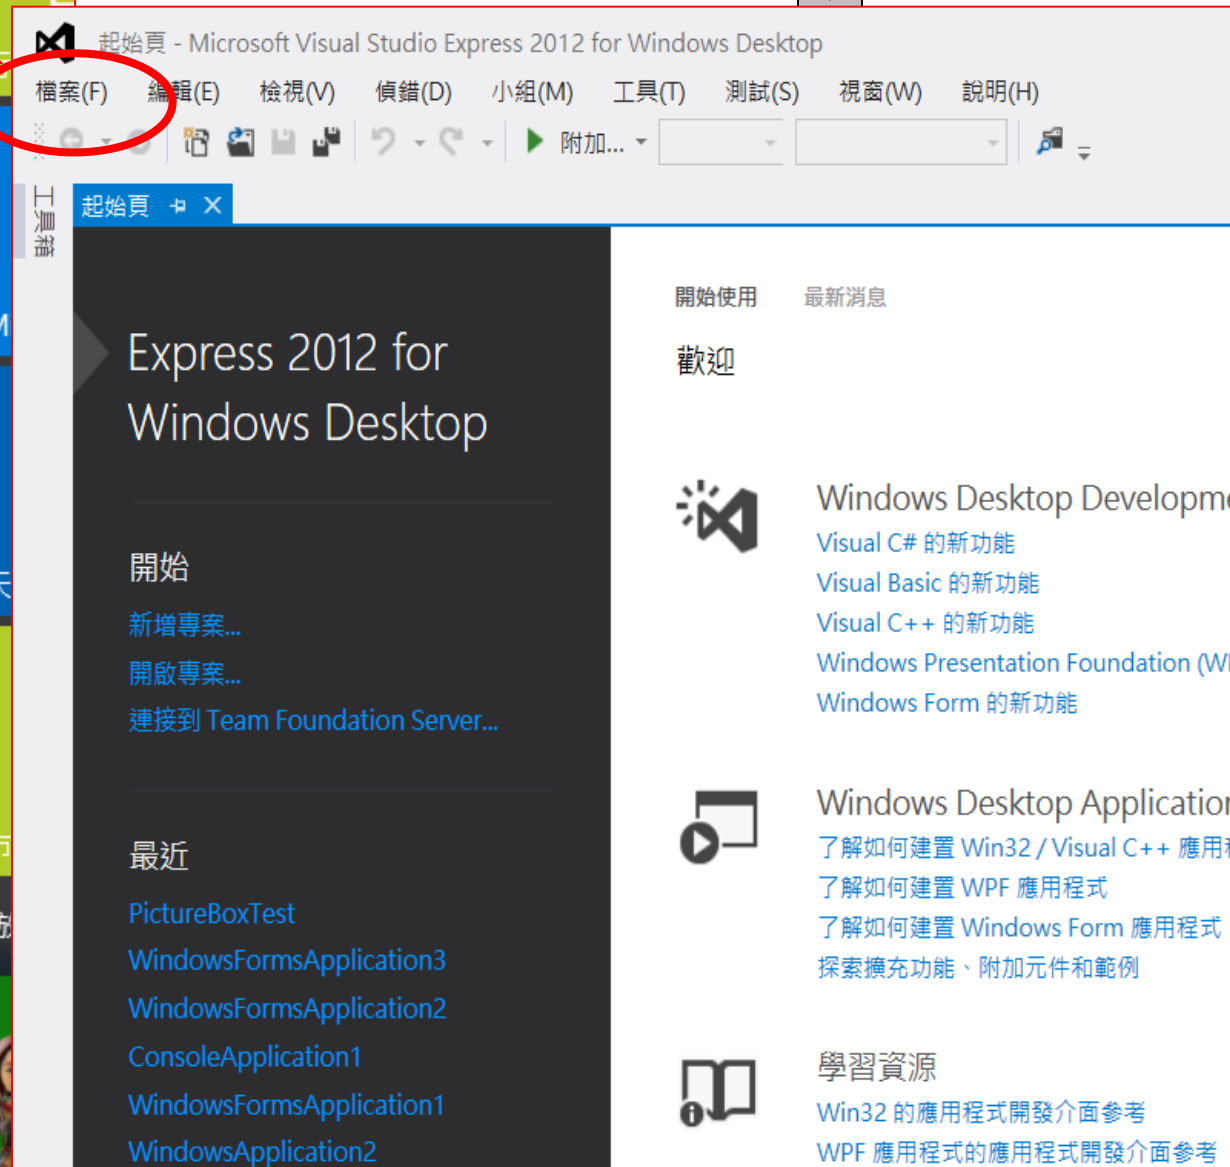 起始頁 - Microsoft Visual Studio Express 2012 for Windows Desktop
檔案(F) 編輯(E) 檢視(V) 偵錯(D) 小組(M) 工具(T) 測試(S) 視窗(W) 說明(H)
附加...
工具箱
起始頁
Express 2012 for
Windows Desktop
開始
新增專案...
開啟專案...
連接到 Team Foundation Server...
最近
PictureBoxTest
WindowsFormsApplication3
WindowsFormsApplication2
ConsoleApplication1
WindowsFormsApplication1
WindowsApplication2
開始使用 最新消息
歡迎
Windows Desktop Developm
Visual C# 的新功能
Visual Basic 的新功能
Visual C++ 的新功能
Windows Presentation Foundation (W
Windows Form 的新功能
Windows Desktop Application
了解如何建置 Win32 / Visual C++ 應用
了解如何建置 WPF 應用程式
了解如何建置 Windows Form 應用程式
探索擴充功能、附加元件和範例
學習資源
Win32 的應用程式開發介面參考
WPF 應用程式的應用程式開發介面參考